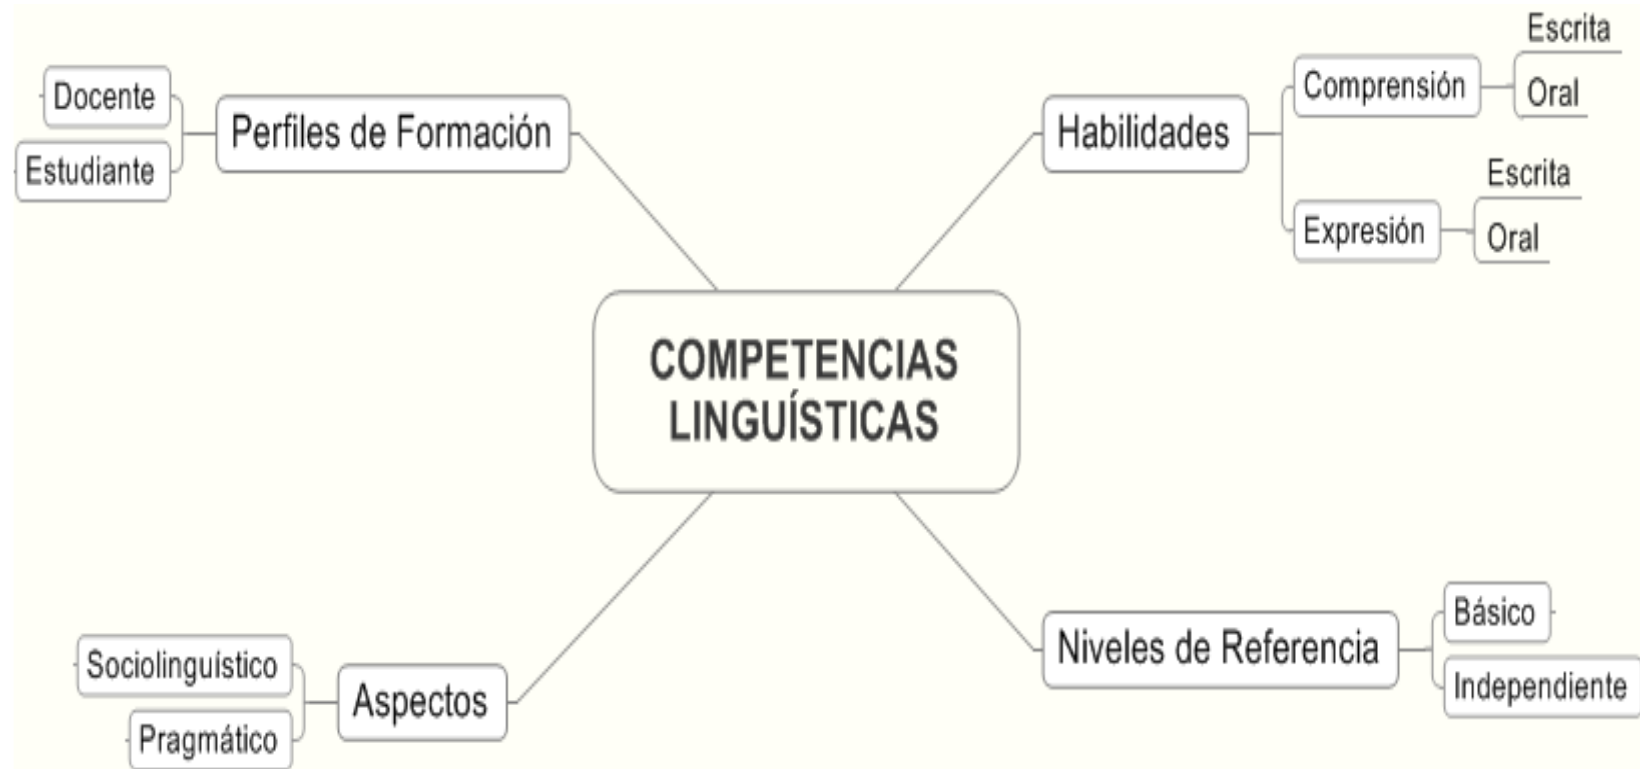 COMPETENCIAS
LINGUÍSTICAS
Perfiles de Formación
Docente
Estudiante
Habilidades
Comprensión
Escrita
Oral
Expresión
Escrita
Oral
Aspectos
Sociolinguístico
Pragmático
Niveles de Referencia
Básico
Independiente